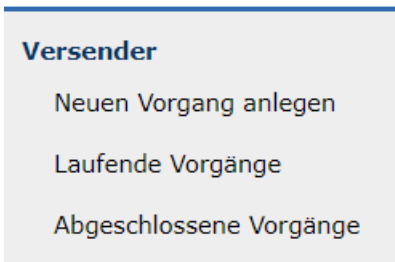 Versender
Neuen Vorgang anlegen
Laufende Vorgänge
Abgeschlossene Vorgänge